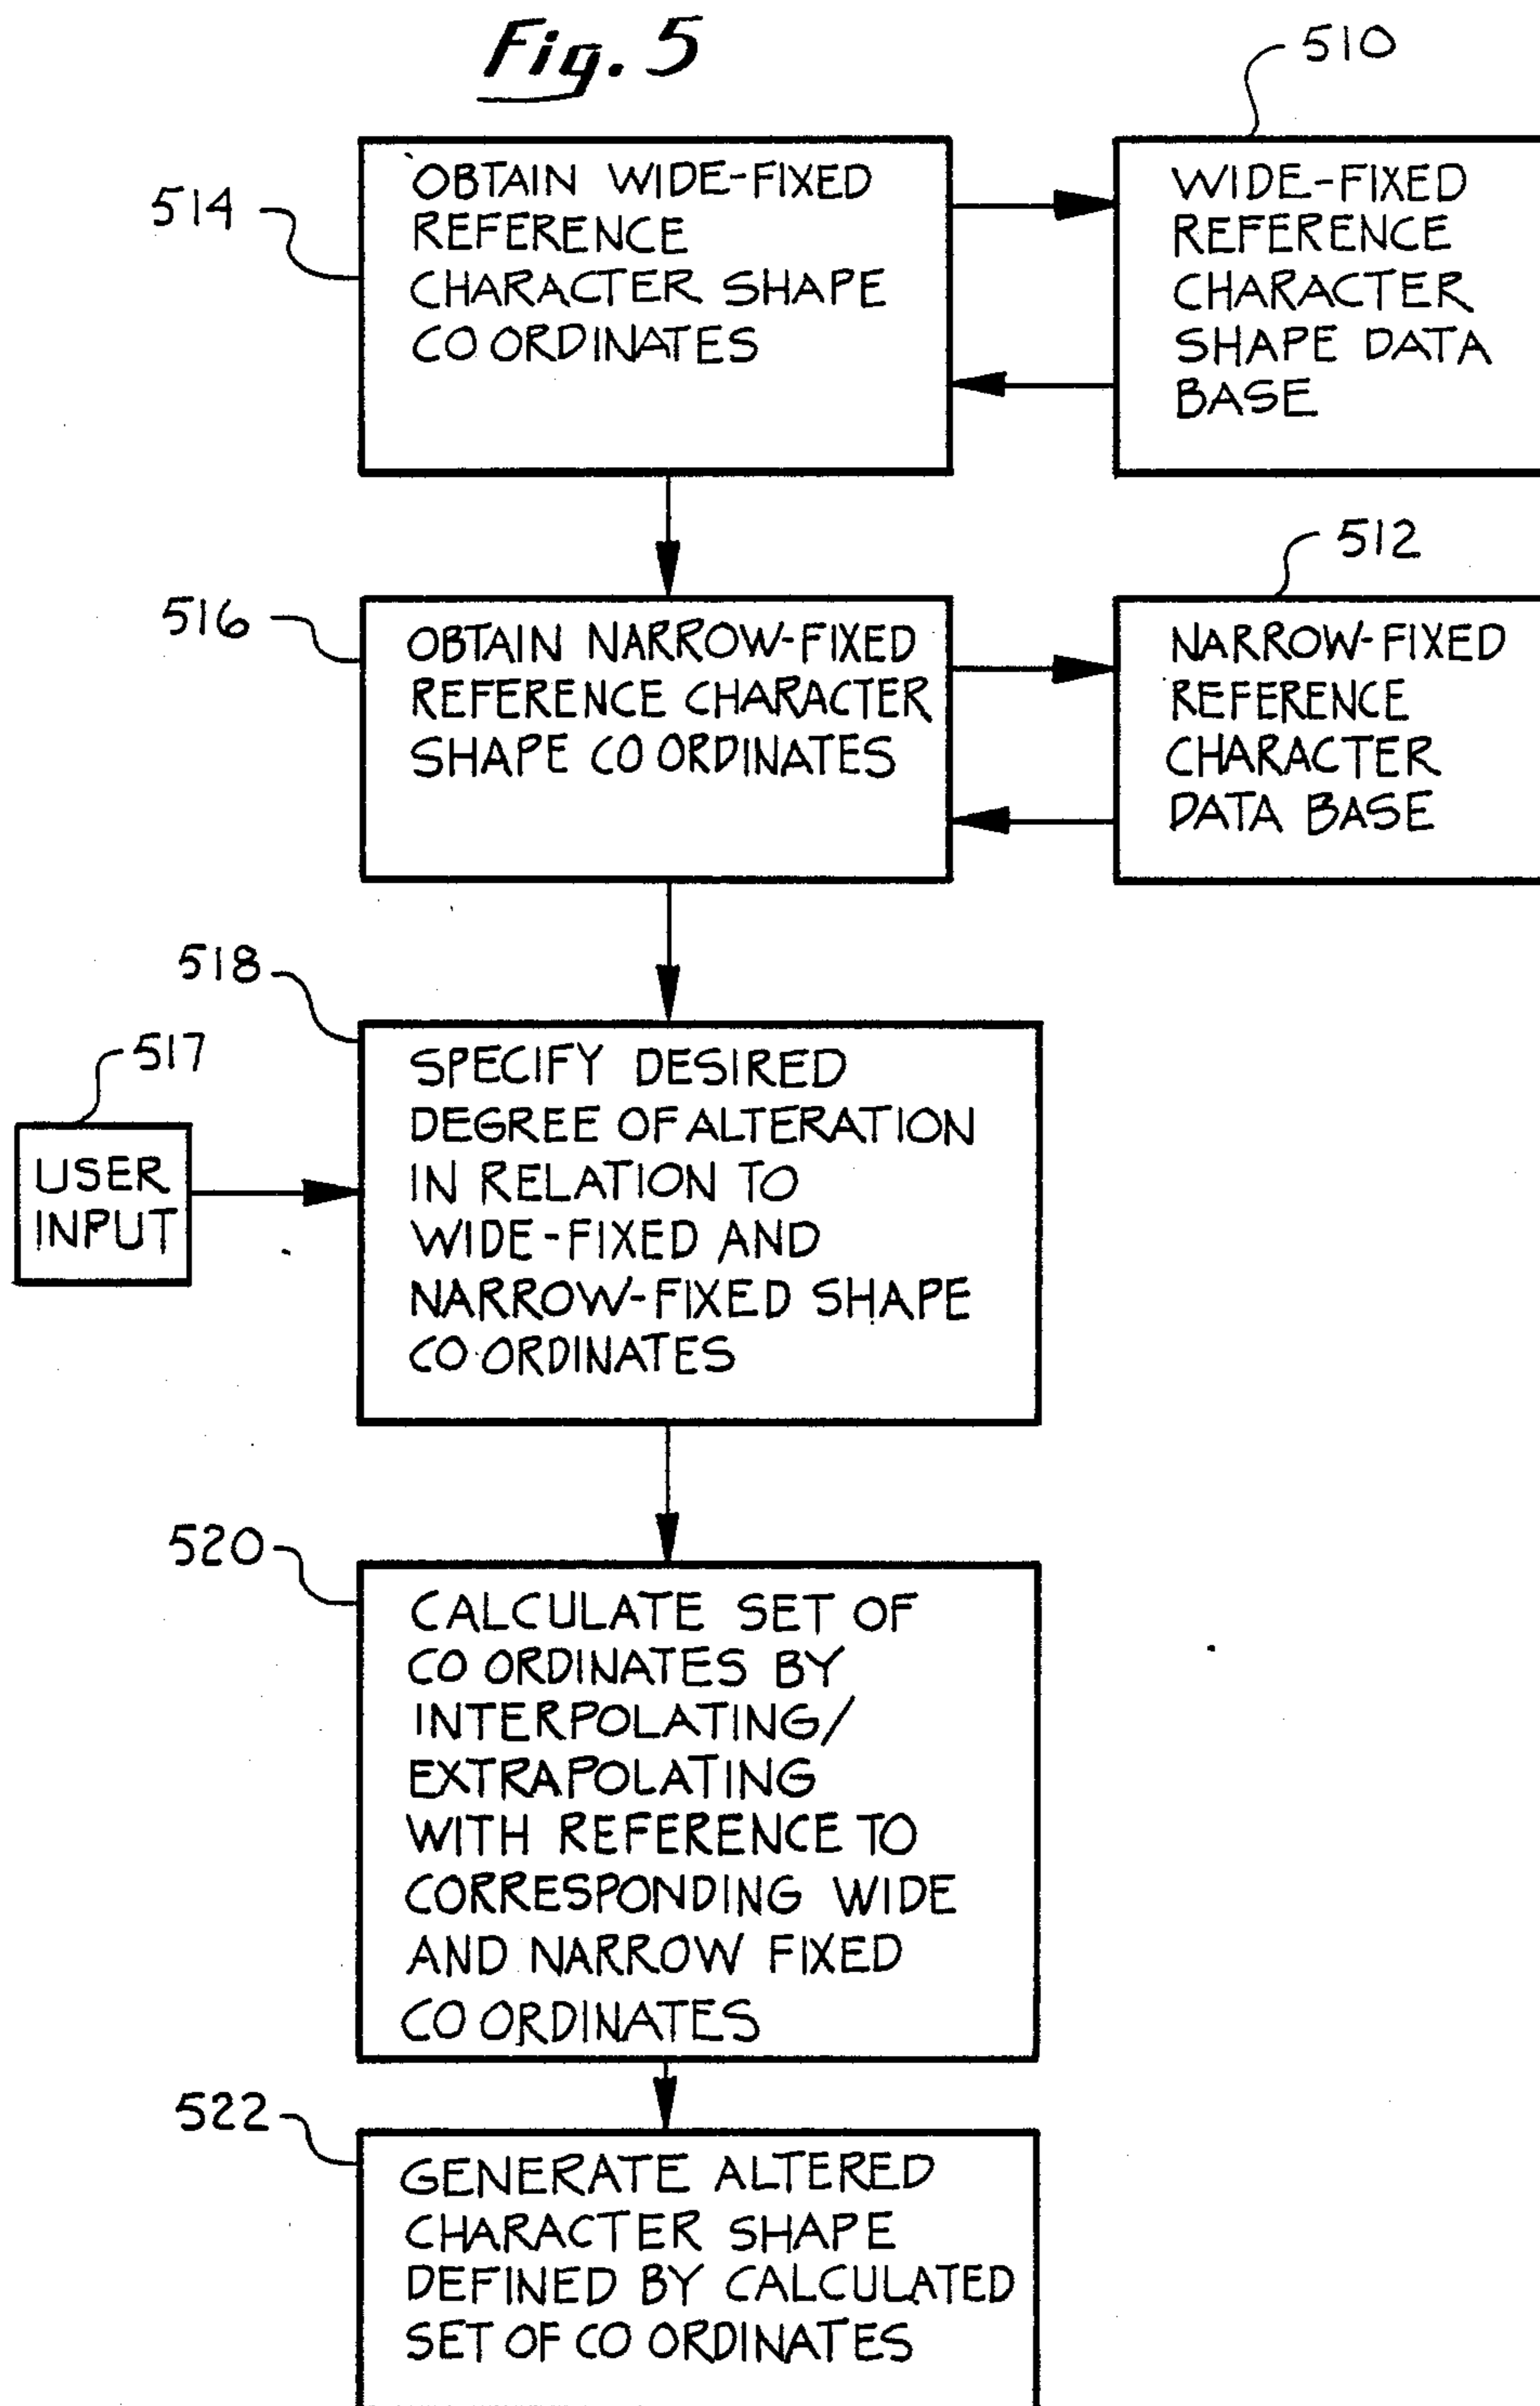 Fig. 5
510
514
OBTAIN WIDE-FIXED
REFERENCE
CHARACTER SHAPE
CO ORDINATES
WIDE-FIXED
REFERENCE
CHARACTER
SHAPE DATA
BASE
512
516
OBTAIN NARROW-FIXED
REFERENCE CHARACTER
SHAPE CO ORDINATES
NARROW-FIXED
REFERENCE
CHARACTER
DATA BASE
518
517
USER
INPUT
SPECIFY DESIRED
DEGREE OF ALTERATION
IN RELATION TO
WIDE-FIXED AND
NARROW-FIXED SHAPE
CO ORDINATES
520
CALCULATE SET OF
CO ORDINATES BY
INTERPOLATING/
EXTRAPOLATING
WITH REFERENCE TO
CORRESPONDING WIDE
AND NARROW FIXED
CO ORDINATES
522
GENERATE ALTERED
CHARACTER SHAPE
DEFINED BY CALCULATED
SET OF CO ORDINATES